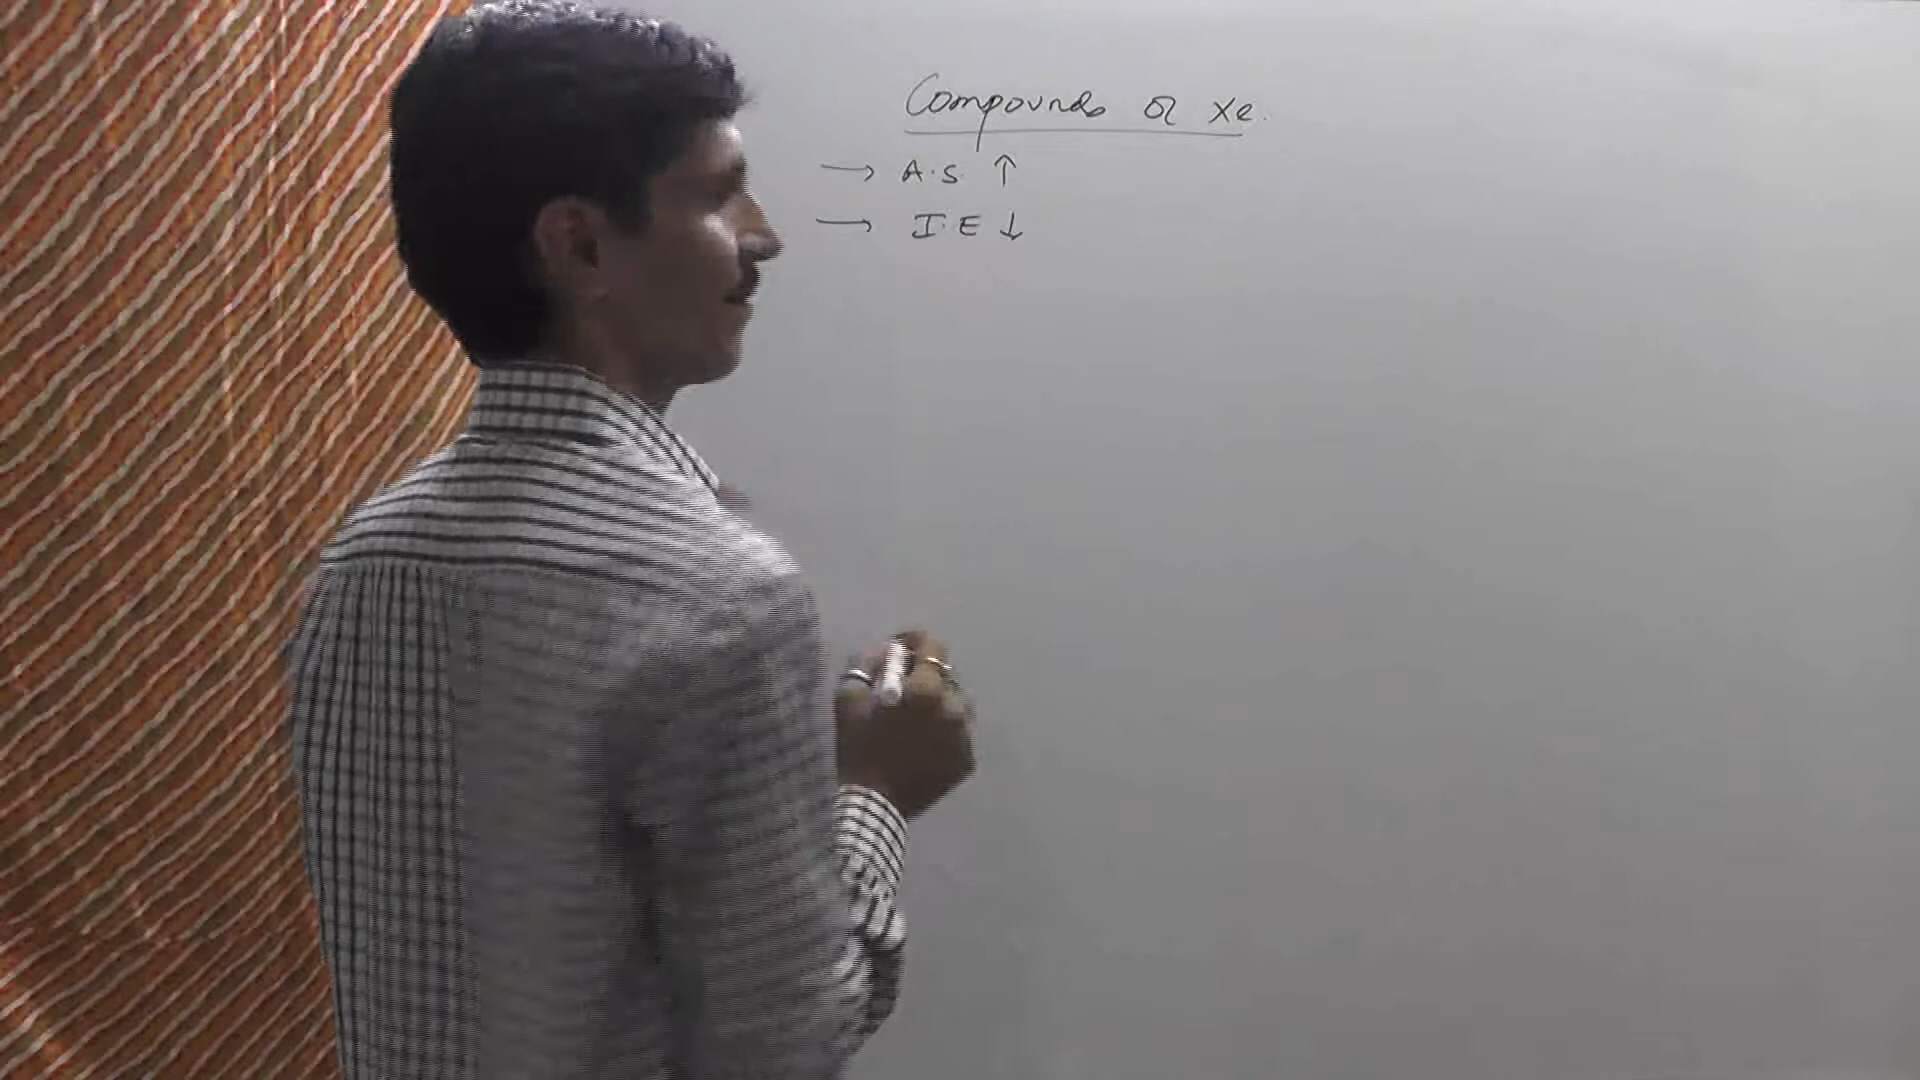 Compounds of Xe.
→ A.S. ↑
→ I.E ↓